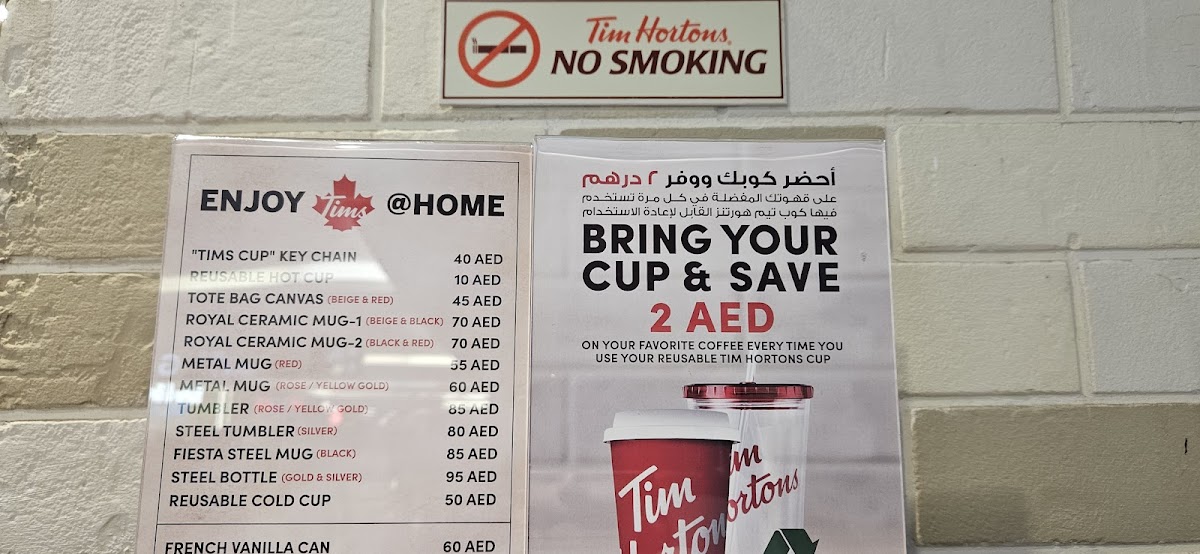 Tim Hortons
NO SMOKING
ENJOY Tims @HOME
"TIMS CUP" KEY CHAIN 40 AED
REUSABLE HOT CUP 10 AED
TOTE BAG CANVAS (BEIGE & RED) 45 AED
ROYAL CERAMIC MUG-1 (BEIGE & BLACK) 70 AED
ROYAL CERAMIC MUG-2 (BLACK & RED) 70 AED
METAL MUG (RED) 55 AED
METAL MUG (ROSE / YELLOW GOLD) 60 AED
TUMBLER (ROSE / YELLOW GOLD) 85 AED
STEEL TUMBLER (SILVER) 80 AED
FIESTA STEEL MUG (BLACK) 85 AED
STEEL BOTTLE (GOLD & SILVER) 95 AED
REUSABLE COLD CUP 50 AED
FRENCH VANILLA CAN 60 AED
أحضر كوبك ووفر ٢ درهم
على قهوتك المفضلة في كل مرة تستخدم
فيها كوب تيم هورتنز القابل لإعادة الاستخدام
BRING YOUR
CUP & SAVE
2 AED
ON YOUR FAVORITE COFFEE EVERY TIME YOU
USE YOUR REUSABLE TIM HORTONS CUP
Tim
Horton
im
ortons